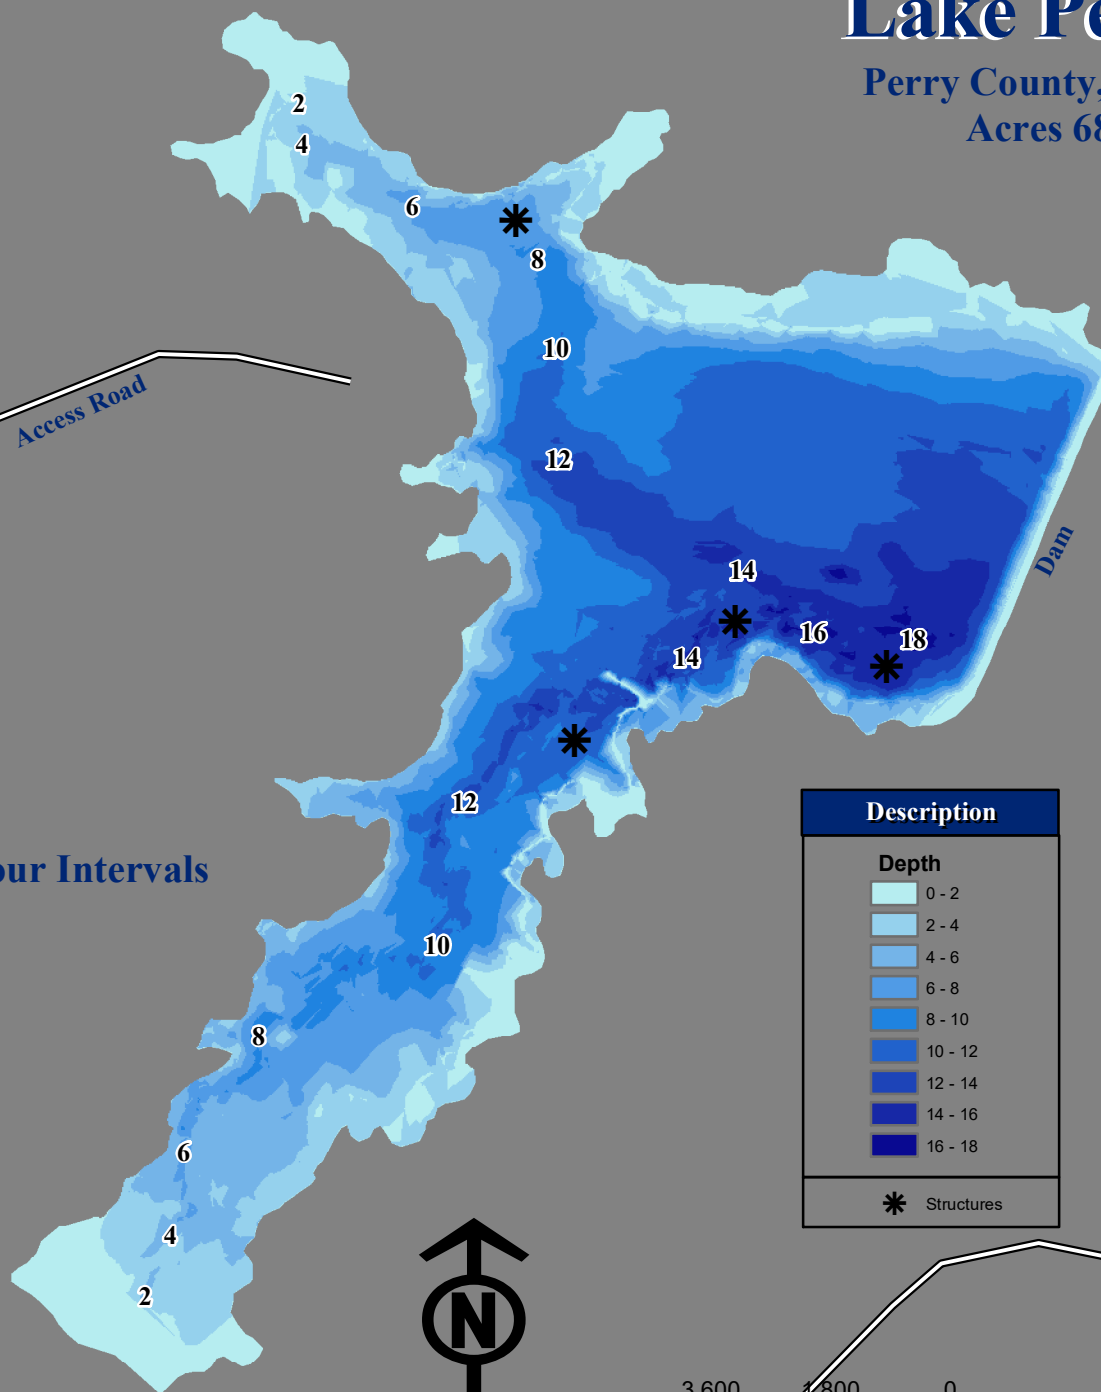 Lake Pe
Perry County,
Acres 68
2
4
6
8
10
Access Road
12
Dam
14
16
18
14
12
our Intervals
10
8
6
4
2
Description
Depth
0 - 2
2 - 4
4 - 6
6 - 8
8 - 10
10 - 12
12 - 14
14 - 16
16 - 18
Structures
N
3,600 1,800 0